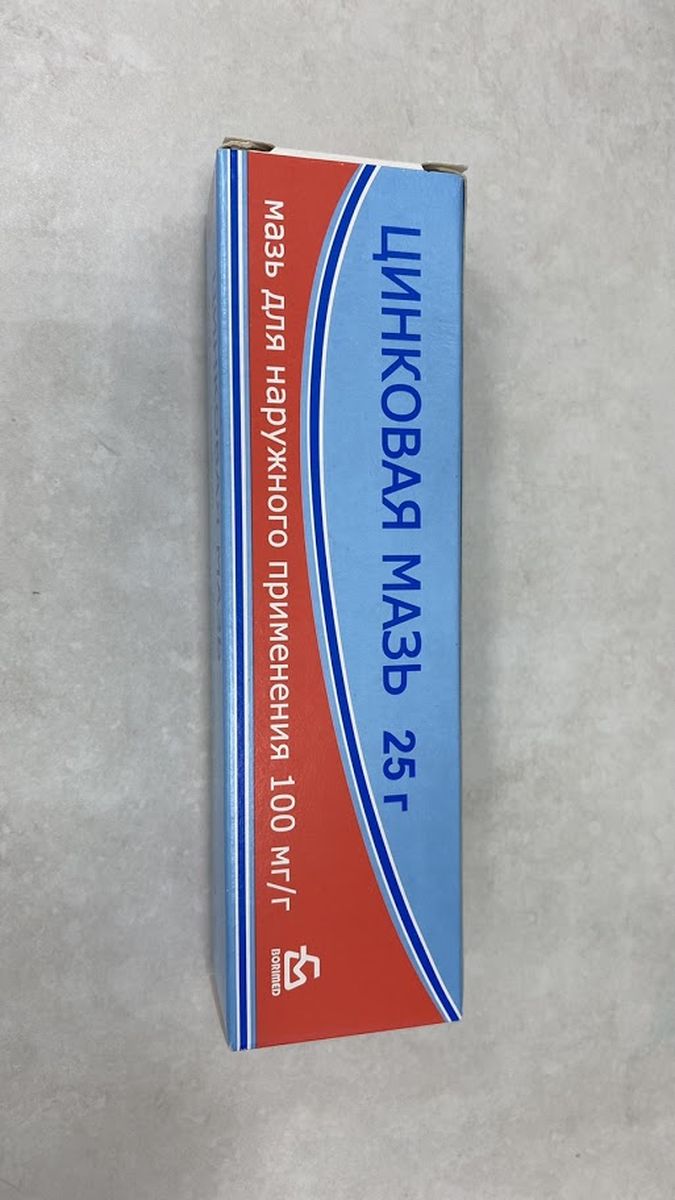 ЦИНКОВАЯ МАЗЬ 25 г
мазь для наружного применения 100 мг/г
BORIMED